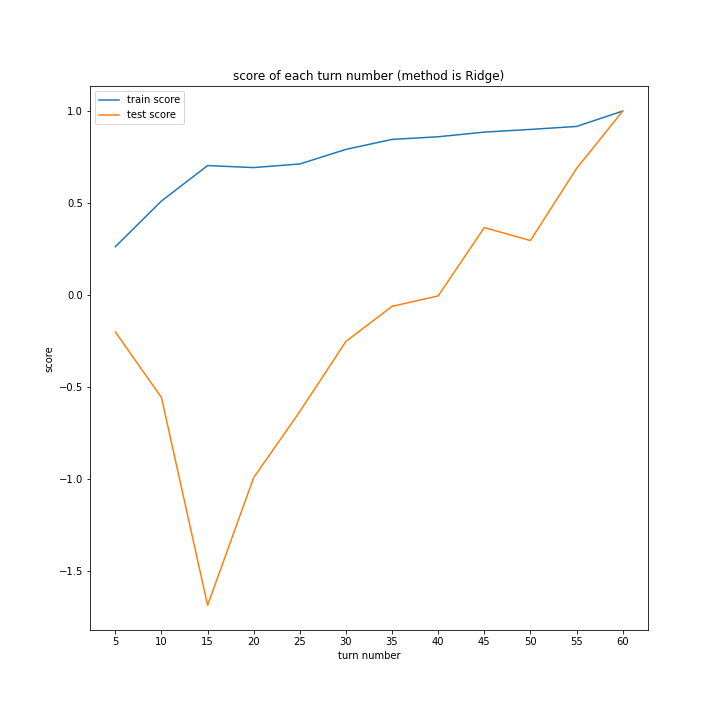 score of each turn number (method is Ridge)
train score
test score
1.0
0.5
0.0
−0.5
−1.0
−1.5
score
5 10 15 20 25 30 35 40 45 50 55 60
turn number